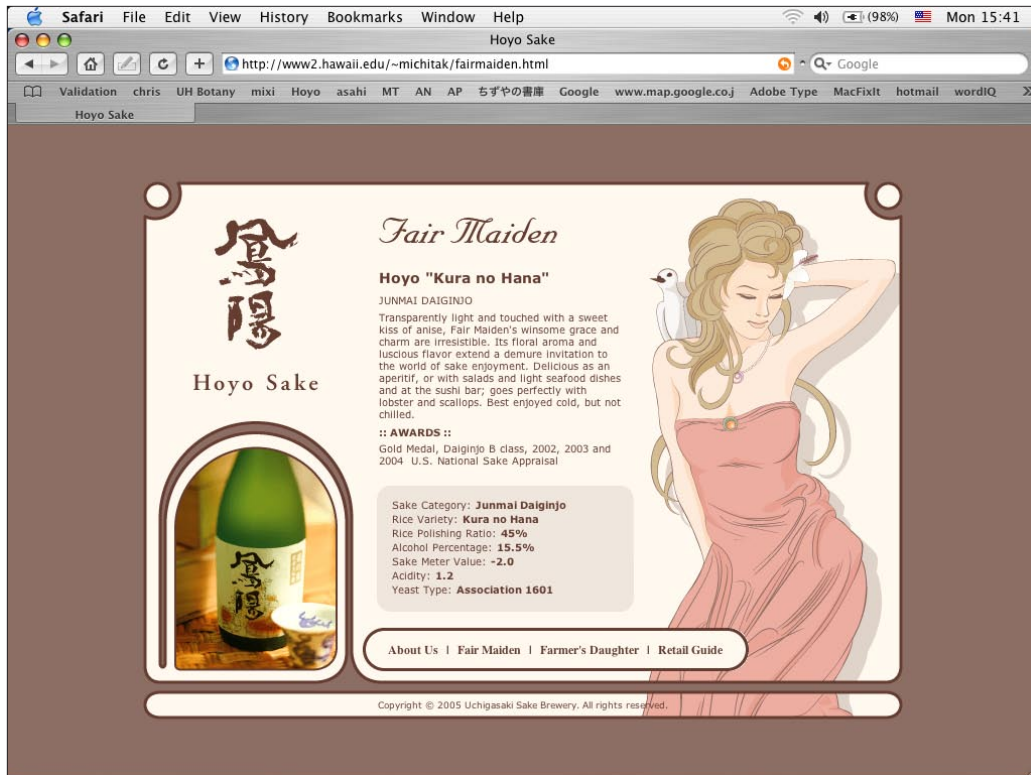 Safari File Edit View History Bookmarks Window Help (98%) Mon 15:41
Hoyo Sake
http://www2.hawaii.edu/~michitak/fairmaiden.html Google
Validation chris UH Botany mixi Hoyo asahi MT AN AP ちずやの書庫 Google www.map.google.co.j Adobe Type MacFixIt hotmail wordIQ
Hoyo Sake
鳳陽
Hoyo Sake
鳳陽
Fair Maiden
Hoyo "Kura no Hana"
JUNMAI DAIGINJO
Transparently light and touched with a sweet
kiss of anise, Fair Maiden's winsome grace and
charm are irresistible. Its floral aroma and
luscious flavor extend a demure invitation to
the world of sake enjoyment. Delicious as an
aperitif, or with salads and light seafood dishes
and at the sushi bar; goes perfectly with
lobster and scallops. Best enjoyed cold, but not
chilled.
:: AWARDS ::
Gold Medal, Daiginjo B class, 2002, 2003 and
2004 U.S. National Sake Appraisal
Sake Category: Junmai Daiginjo
Rice Variety: Kura no Hana
Rice Polishing Ratio: 45%
Alcohol Percentage: 15.5%
Sake Meter Value: -2.0
Acidity: 1.2
Yeast Type: Association 1601
About Us | Fair Maiden | Farmer's Daughter | Retail Guide
Copyright © 2005 Uchigasaki Sake Brewery. All rights reserved.